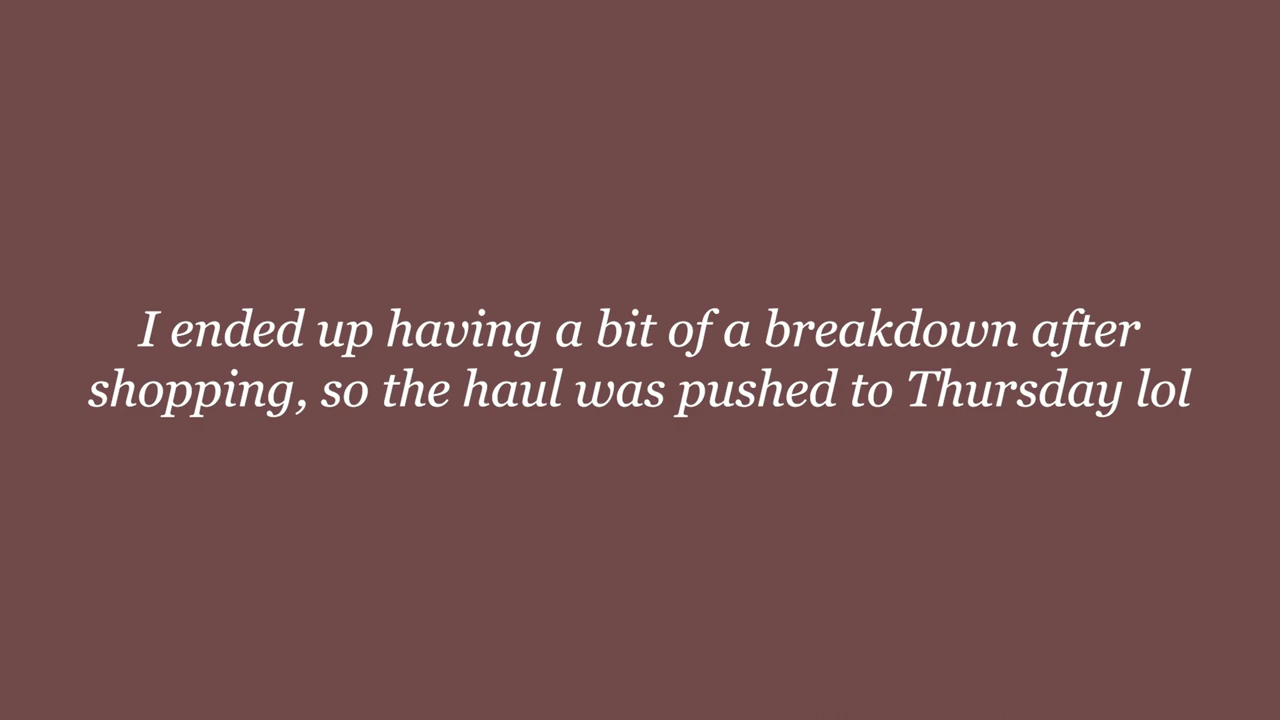 I ended up having a bit of a breakdown after
shopping, so the haul was pushed to Thursday lol